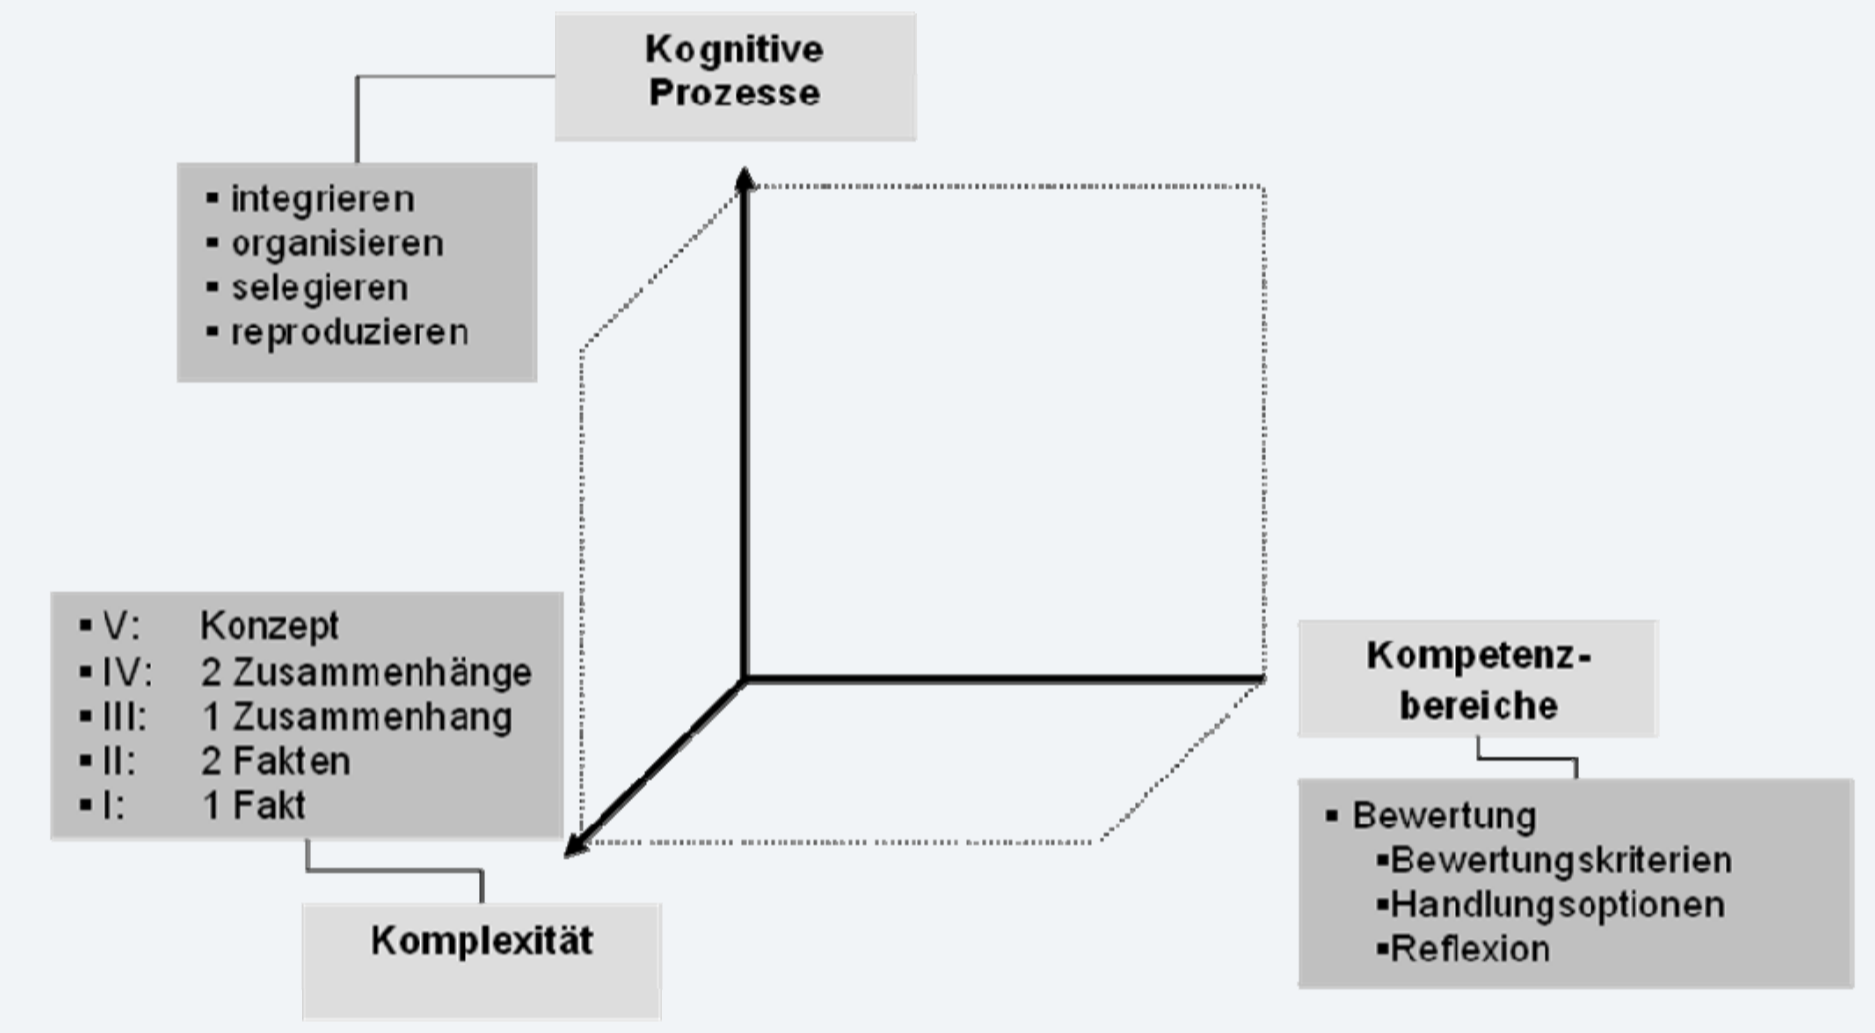 Kognitive
Prozesse
▪ integrieren
▪ organisieren
▪ selegieren
▪ reproduzieren
▪ V: Konzept
▪ IV: 2 Zusammenhänge
▪ III: 1 Zusammenhang
▪ II: 2 Fakten
▪ I: 1 Fakt
Komplexität
Kompetenz-
bereiche
▪ Bewertung
▪Bewertungskriterien
▪Handlungsoptionen
▪Reflexion